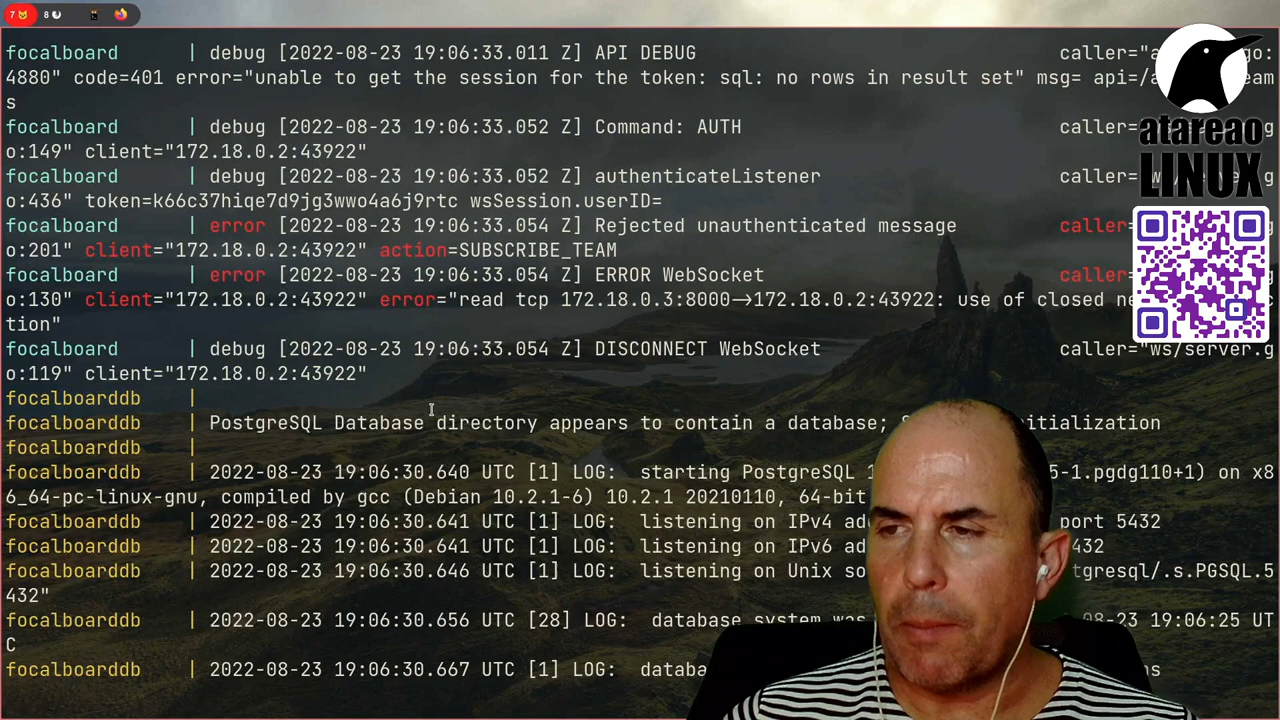 7 8
focalboard | debug [2022-08-23 19:06:33.011 Z] API DEBUG caller="a go:
4880" code=401 error="unable to get the session for the token: sql: no rows in result set" msg= api=/a eam
s
focalboard | debug [2022-08-23 19:06:33.052 Z] Command: AUTH calle
o:149" client="172.18.0.2:43922"
focalboard | debug [2022-08-23 19:06:33.052 Z] authenticateListener
o:436" token=k66c37hiqe7d9jg3wwo4a6j9rtc wsSession.userID=
focalboard | error [2022-08-23 19:06:33.054 Z] Rejected unauthenticated message caller
o:201" client="172.18.0.2:43922" action=SUBSCRIBE_TEAM
focalboard | error [2022-08-23 19:06:33.054 Z] ERROR WebSocket caller
o:130" client="172.18.0.2:43922" error="read tcp 172.18.0.3:8000->172.18.0.2:43922: use of closed ne c
tion"
focalboard | debug [2022-08-23 19:06:33.054 Z] DISCONNECT WebSocket caller="ws/server.g
o:119" client="172.18.0.2:43922"
focalboarddb |
focalboarddb | PostgreSQL Database directory appears to contain a database; S itialization
focalboarddb |
focalboarddb | 2022-08-23 19:06:30.640 UTC [1] LOG: starting PostgreSQL 1 5-1.pgdg110+1) on x8
6_64-pc-linux-gnu, compiled by gcc (Debian 10.2.1-6) 10.2.1 20210110, 64-bit
focalboarddb | 2022-08-23 19:06:30.641 UTC [1] LOG: listening on IPv4 ad port 5432
focalboarddb | 2022-08-23 19:06:30.641 UTC [1] LOG: listening on IPv6 ad 432
focalboarddb | 2022-08-23 19:06:30.646 UTC [1] LOG: listening on Unix so tgresql/.s.PGSQL.5
432"
focalboarddb | 2022-08-23 19:06:30.656 UTC [28] LOG: database system was 08-23 19:06:25 UT
C
focalboarddb | 2022-08-23 19:06:30.667 UTC [1] LOG: databa s
atareao
LINUX